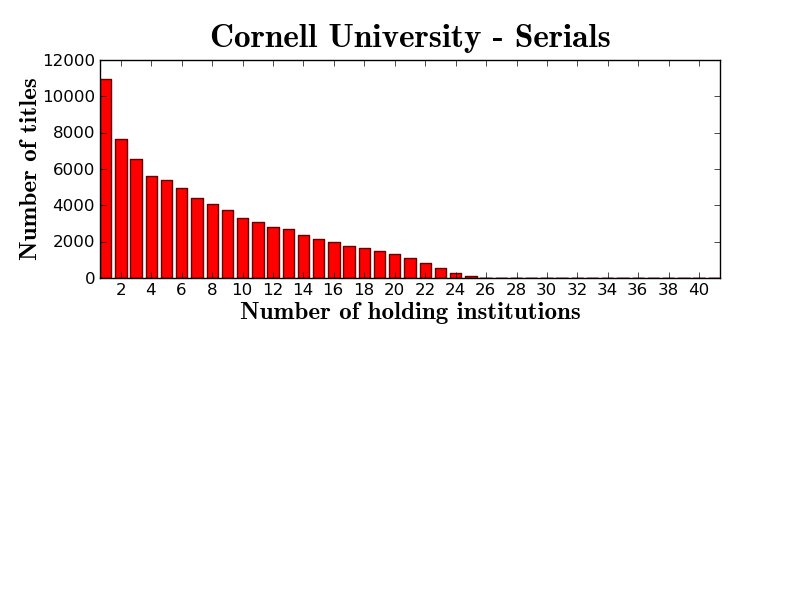 Cornell University - Serials
Number of titles
12000
10000
8000
6000
4000
2000
0
2 4 6 8 10 12 14 16 18 20 22 24 26 28 30 32 34 36 38 40
Number of holding institutions